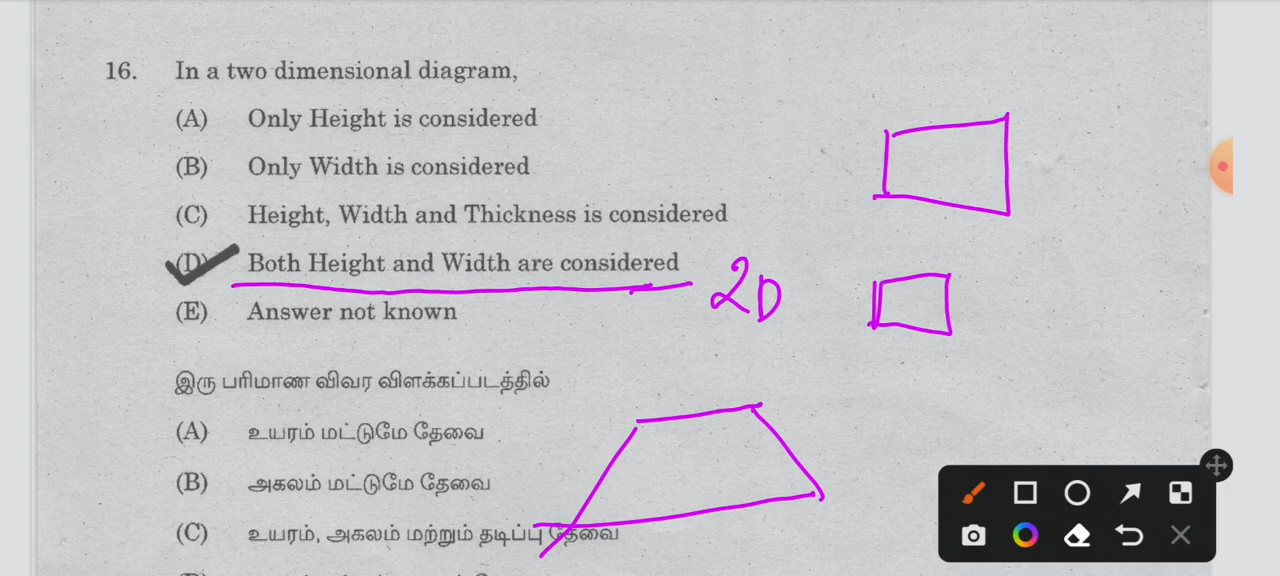 16. In a two dimensional diagram,
(A) Only Height is considered
(B) Only Width is considered
(C) Height, Width and Thickness is considered
(D) Both Height and Width are considered
2D
(E) Answer not known
இரு பரிமாண விவர விளக்கப்படத்தில்
(A) உயரம் மட்டுமே தேவை
(B) அகலம் மட்டுமே தேவை
(C) உயரம், அகலம் மற்றும் தடிப்பு தேவை